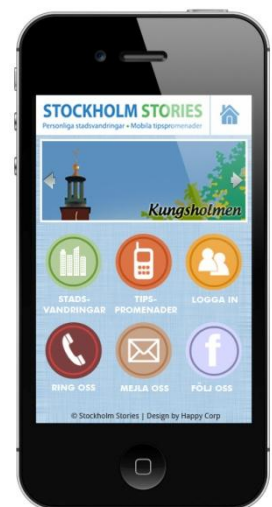 STOCKHOLM STORIES
Personliga stadsvandringar • Mobila tipspromenader
Kungsholmen
STADS-
VANDRINGAR
TIPS-
PROMENADER
LOGGA IN
RING OSS
MEJLA OSS
FÖLJ OSS
© Stockholm Stories | Design by Happy Corp